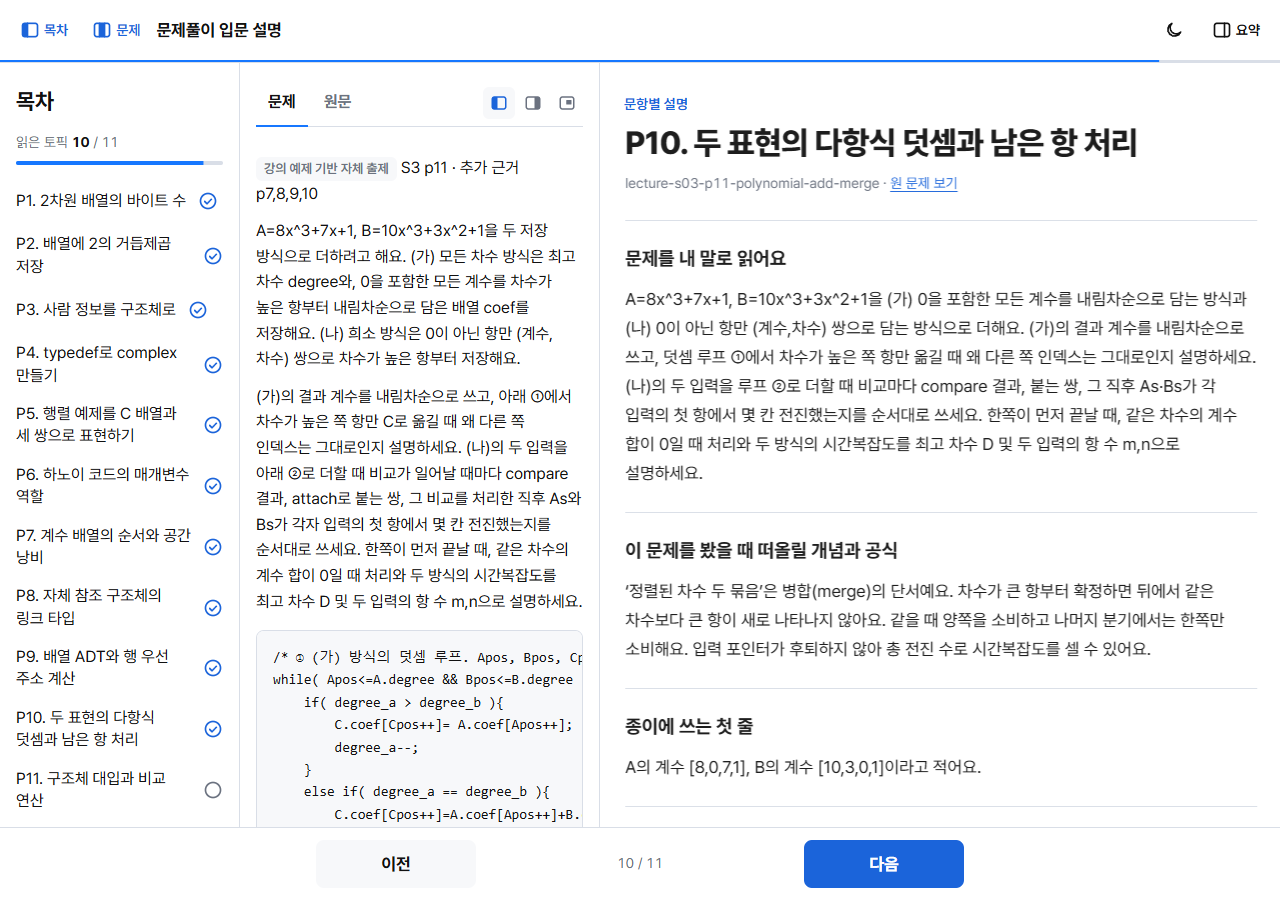 목차 문제 문제풀이 입문 설명 요약
목차
읽은 토픽 10 / 11
P1. 2차원 배열의 바이트 수
P2. 배열에 2의 거듭제곱
저장
P3. 사람 정보를 구조체로
P4. typedef로 complex
만들기
P5. 행렬 예제를 C 배열과
세 쌍으로 표현하기
P6. 하노이 코드의 매개변수
역할
P7. 계수 배열의 순서와 공간
낭비
P8. 자체 참조 구조체의
링크 타입
P9. 배열 ADT와 행 우선
주소 계산
P10. 두 표현의 다항식
덧셈과 남은 항 처리
P11. 구조체 대입과 비교
연산
문제 원문
강의 예제 기반 자체 출제 S3 p11 · 추가 근거
p7,8,9,10
A=8x^3+7x+1, B=10x^3+3x^2+1을 두 저장
방식으로 더하려고 해요. (가) 모든 차수 방식은 최고
차수 degree와, 0을 포함한 모든 계수를 차수가
높은 항부터 내림차순으로 담은 배열 coef를
저장해요. (나) 희소 방식은 0이 아닌 항만 (계수,
차수) 쌍으로 차수가 높은 항부터 저장해요.
(가)의 결과 계수를 내림차순으로 쓰고, 아래 ①에서
차수가 높은 쪽 항만 C로 옮길 때 왜 다른 쪽
인덱스는 그대로인지 설명하세요. (나)의 두 입력을
아래 ②로 더할 때 비교가 일어날 때마다 compare
결과, attach로 붙는 쌍, 그 비교를 처리한 직후 As와
Bs가 각자 입력의 첫 항에서 몇 칸 전진했는지를
순서대로 쓰세요. 한쪽이 먼저 끝날 때, 같은 차수의
계수 합이 0일 때 처리와 두 방식의 시간복잡도를
최고 차수 D 및 두 입력의 항 수 m,n으로 설명하세요.
/* ① (가) 방식의 덧셈 루프. Apos, Bpos, Cp
while( Apos<=A.degree && Bpos<=B.degree
if( degree_a > degree_b ){
C.coef[Cpos++]= A.coef[Apos++];
degree_a--;
}
else if( degree_a == degree_b ){
C.coef[Cpos++]=A.coef[Apos++]+B.
문항별 설명
P10. 두 표현의 다항식 덧셈과 남은 항 처리
lecture-s03-p11-polynomial-add-merge · 원 문제 보기
문제를 내 말로 읽어요
A=8x^3+7x+1, B=10x^3+3x^2+1을 (가) 0을 포함한 모든 계수를 내림차순으로 담는 방식과
(나) 0이 아닌 항만 (계수,차수) 쌍으로 담는 방식으로 더해요. (가)의 결과 계수를 내림차순으로
쓰고, 덧셈 루프 ①에서 차수가 높은 쪽 항만 옮길 때 왜 다른 쪽 인덱스는 그대로인지 설명하세요.
(나)의 두 입력을 루프 ②로 더할 때 비교마다 compare 결과, 붙는 쌍, 그 직후 As·Bs가 각
입력의 첫 항에서 몇 칸 전진했는지를 순서대로 쓰세요. 한쪽이 먼저 끝날 때, 같은 차수의 계수
합이 0일 때 처리와 두 방식의 시간복잡도를 최고 차수 D 및 두 입력의 항 수 m,n으로
설명하세요.
이 문제를 봤을 때 떠올릴 개념과 공식
‘정렬된 차수 두 묶음’은 병합(merge)의 단서예요. 차수가 큰 항부터 확정하면 뒤에서 같은
차수보다 큰 항이 새로 나타나지 않아요. 같을 때 양쪽을 소비하고 나머지 분기에서는 한쪽만
소비해요. 입력 포인터가 후퇴하지 않아 총 전진 수로 시간복잡도를 셀 수 있어요.
종이에 쓰는 첫 줄
A의 계수 [8,0,7,1], B의 계수 [10,3,0,1]이라고 적어요.
이전 10 / 11 다음